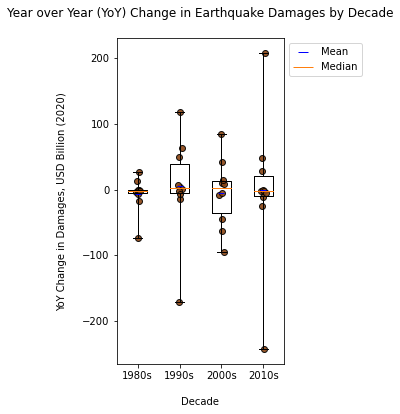 Year over Year (YoY) Change in Earthquake Damages by Decade
Mean
Median
YoY Change in Damages, USD Billion (2020)
200
100
0
−100
−200
1980s
1990s
2000s
2010s
Decade